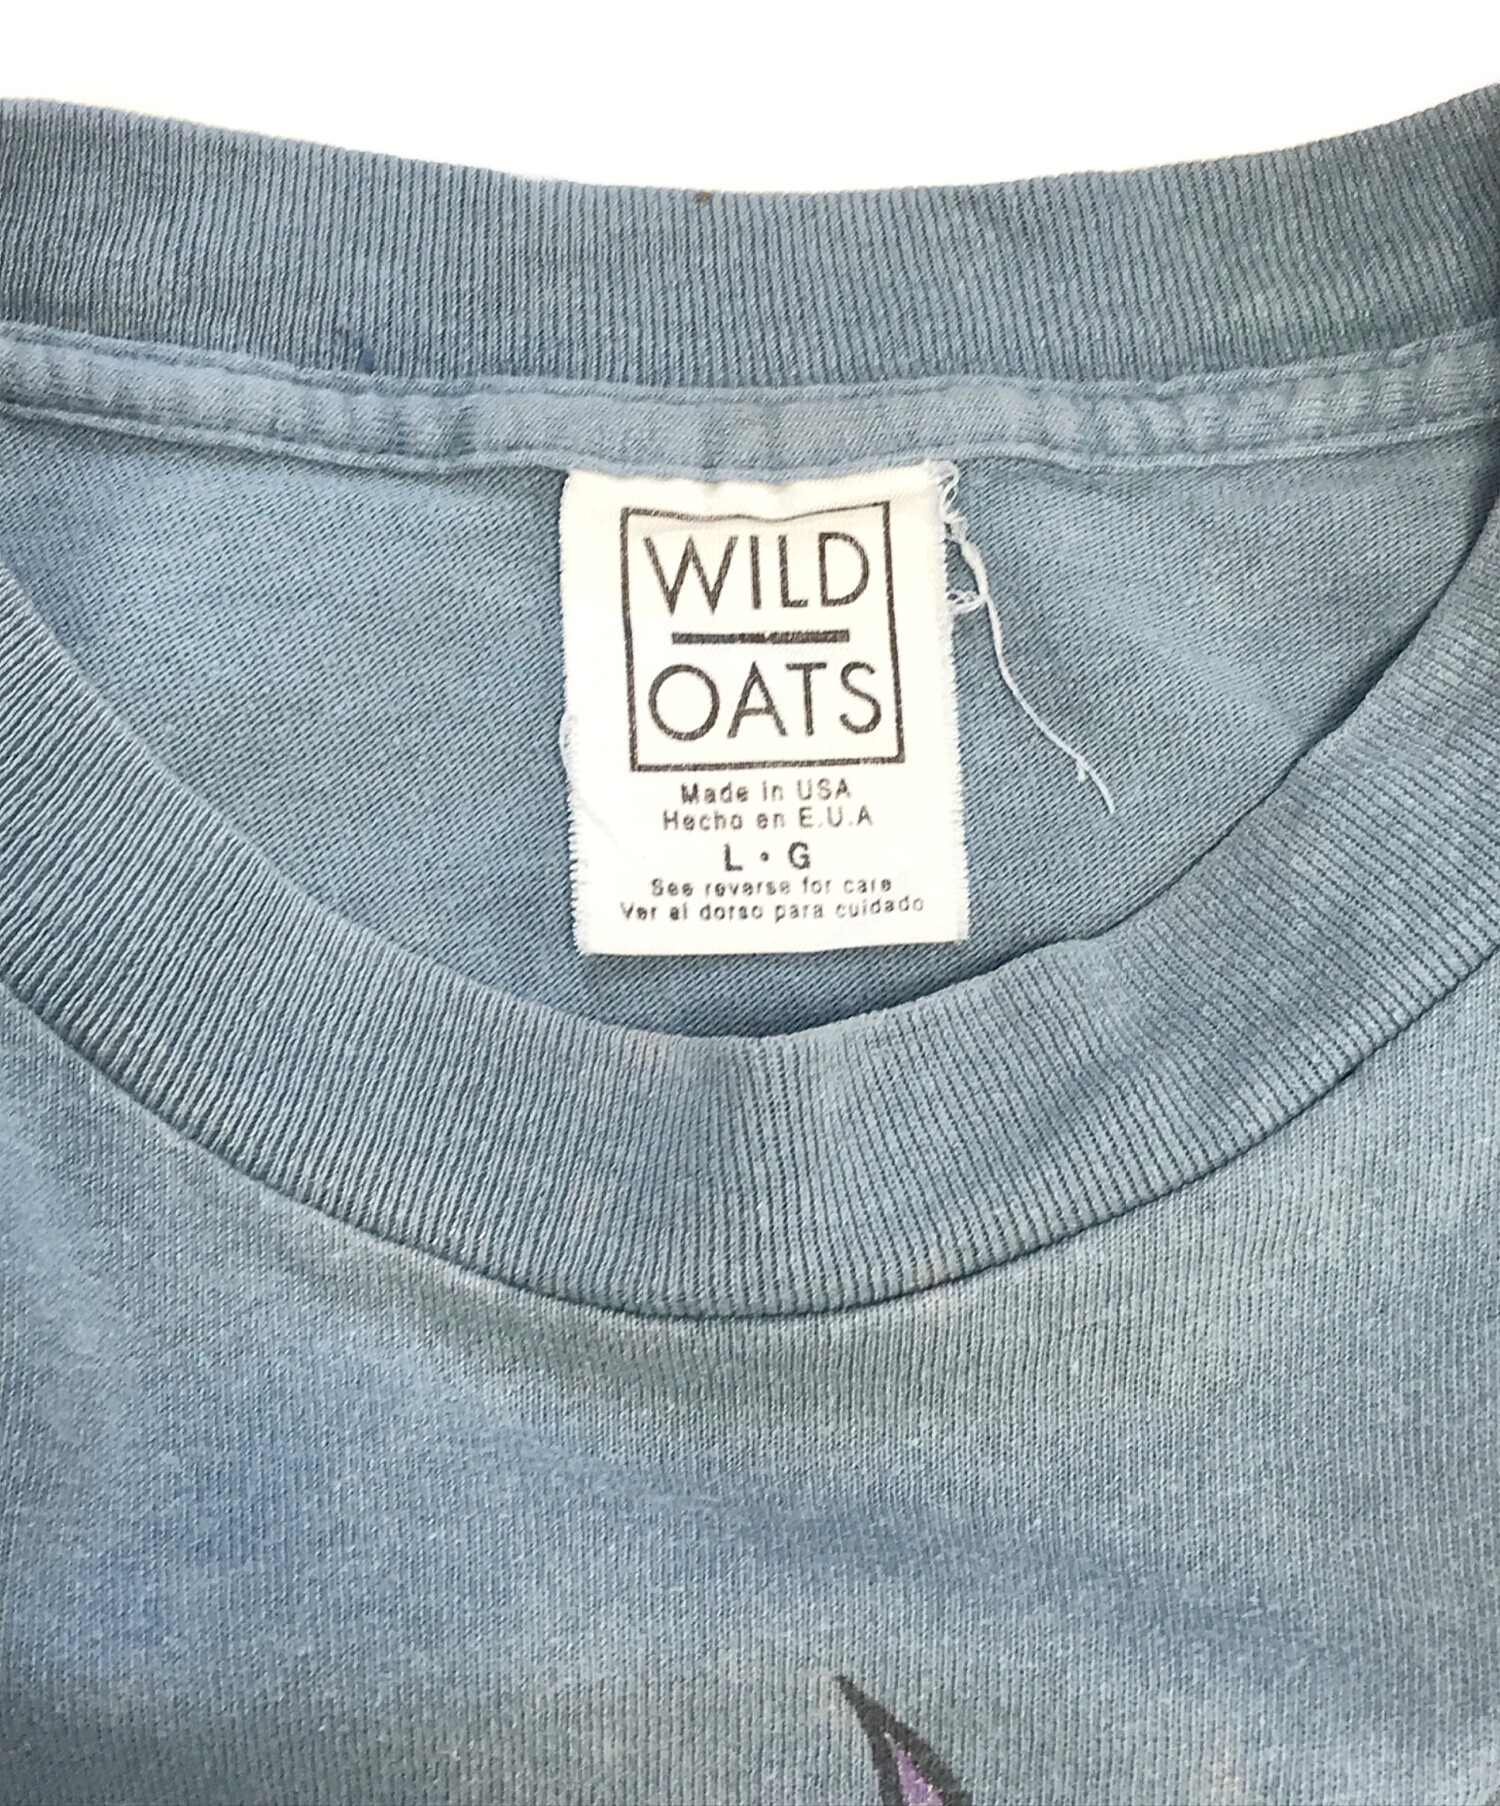 WILD
OATS
Made in USA
Hecho en E.U.A
L • G
See reverse for care
Ver al dorso para cuidado